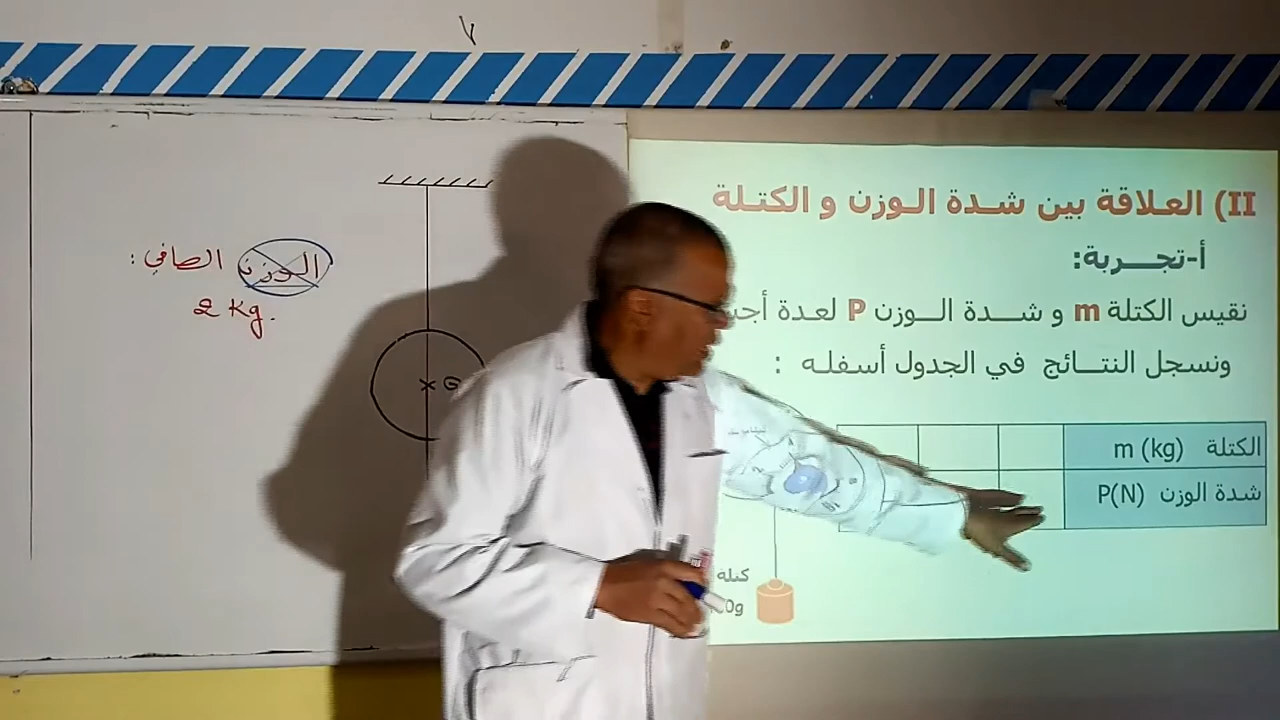 II) العلاقة بين شدة الوزن و الكتلة
أ-تجربة:
نقيس الكتلة m و شدة الوزن P لعدة
ونسجل النتائج في الجدول أسفله :
الكتلة m (kg)
شدة الوزن P(N)
كتلة
الوزن الصافي :
2 Kg.
G